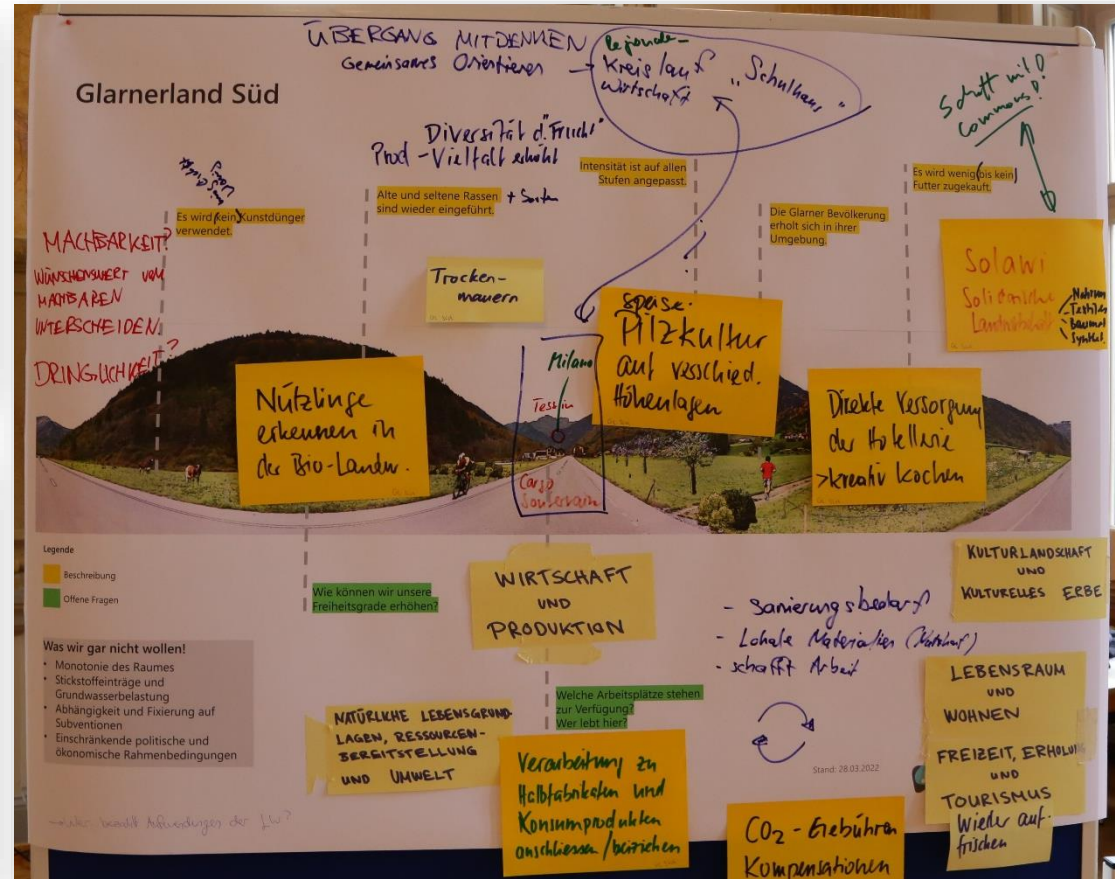 ÜBERGANG MITDENKEN
Gemeinsames Orientieren →
Regionale
Kreislauf
Wirtschaft
„Schulhaus"
Schafft mit!
Commons!
Glarnerland Süd
Diversität d. "Frucht"
Prod - Vielfalt erhöht
Es wird (kein) Kunstdünger
verwendet.
Alte und seltene Rassen
sind wieder eingeführt.
+ Sorten
Intensität ist auf allen
Stufen angepasst.
Die Glarner Bevölkerung
erholt sich in ihrer
Umgebung.
Es wird wenig (bis kein)
Futter zugekauft.
MACHBARKEIT?
WÜNSCHENSWERT VOM
MACHBAREN
UNTERSCHEIDEN.
DRINGLICHKEIT?
Trocken-
mauern
Solawi
Solidarische
Landwirtschaft
Nahrung
Textilien
Baumat
Nützlinge
erkennen in
der Bio-Landw.
Milano
Tessin
Cargo
Souterrain
Speise-
Pilzkultur
auf verschied.
Höhenlagen
Direkte Versorgung
der Hotellerie
>kreativ kochen
Legende
Beschreibung
Offene Fragen
Wie können wir unsere
Freiheitsgrade erhöhen?
WIRTSCHAFT
UND
PRODUKTION
- Sanierungsbedarf
- Lokale Materialien
- schafft Arbeit
KULTURLANDSCHAFT
UND
KULTURELLES ERBE
Was wir gar nicht wollen!
• Monotonie des Raumes
• Stickstoffeinträge und
Grundwasserbelastung
• Abhängigkeit und Fixierung auf
Subventionen
• Einschränkende politische und
ökonomische Rahmenbedingungen
NATÜRLICHE LEBENSGRUND-
LAGEN, RESSOURCEN-
BEREITSTELLUNG
UND UMWELT
Welche Arbeitsplätze stehen
zur Verfügung?
Wer lebt hier?
Verarbeitung zu
Halbfabrikaten und
Konsumprodukten
anschliessen / beiziehen
Stand: 28.03.2022
LEBENSRAUM
UND
WOHNEN
FREIZEIT, ERHOLUNG
UND
TOURISMUS
Wieder auf-
frischen
CO₂ - Gebühren
Kompensationen